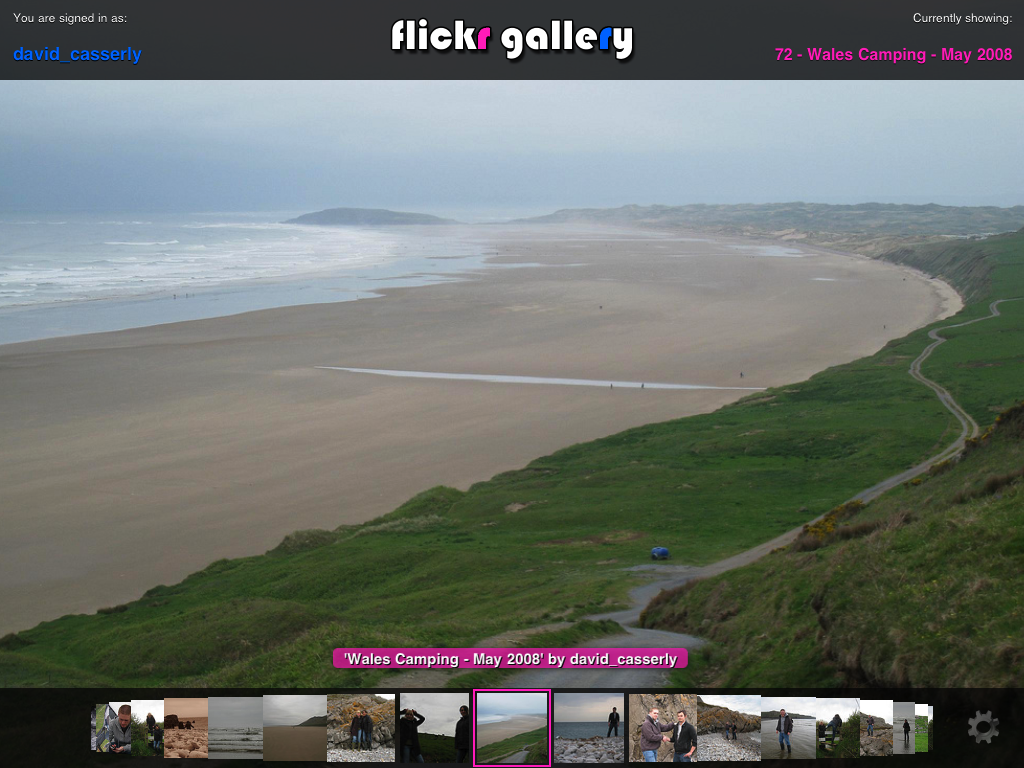 You are signed in as:
flickr gallery
Currently showing:
david_casserly
72 - Wales Camping - May 2008
'Wales Camping - May 2008' by david_casserly